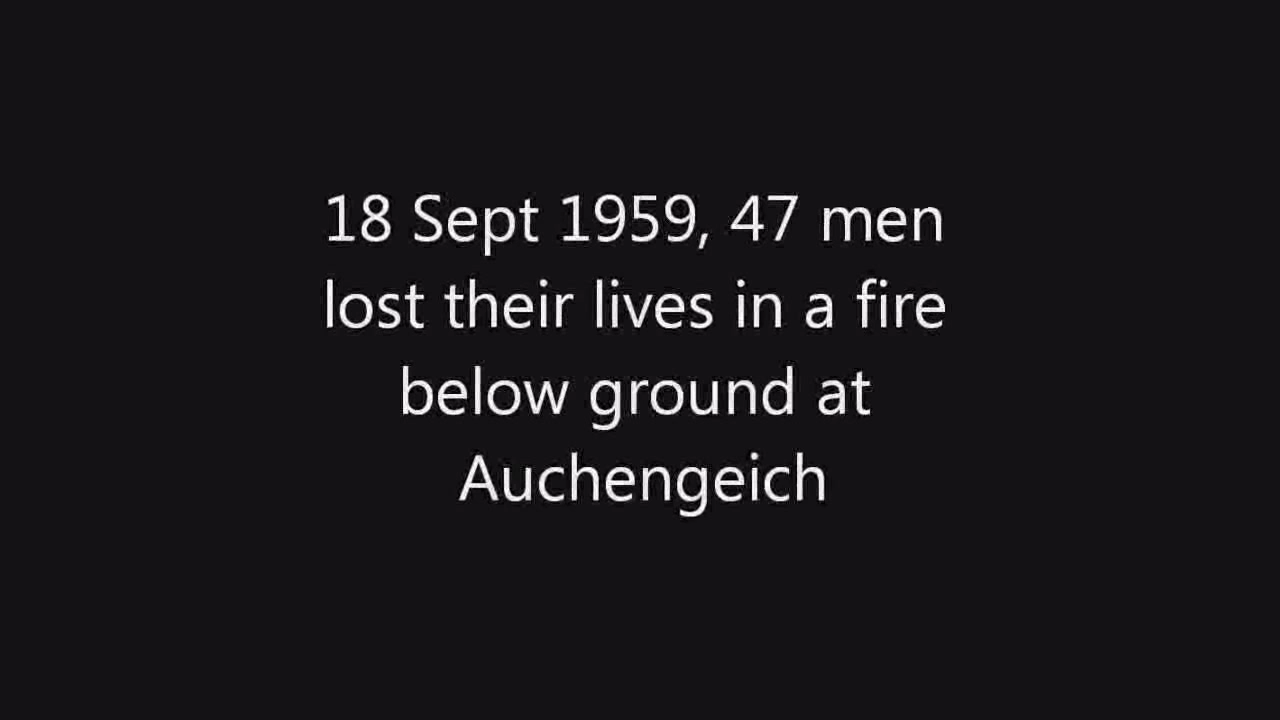 18 Sept 1959, 47 men
lost their lives in a fire
below ground at
Auchengeich